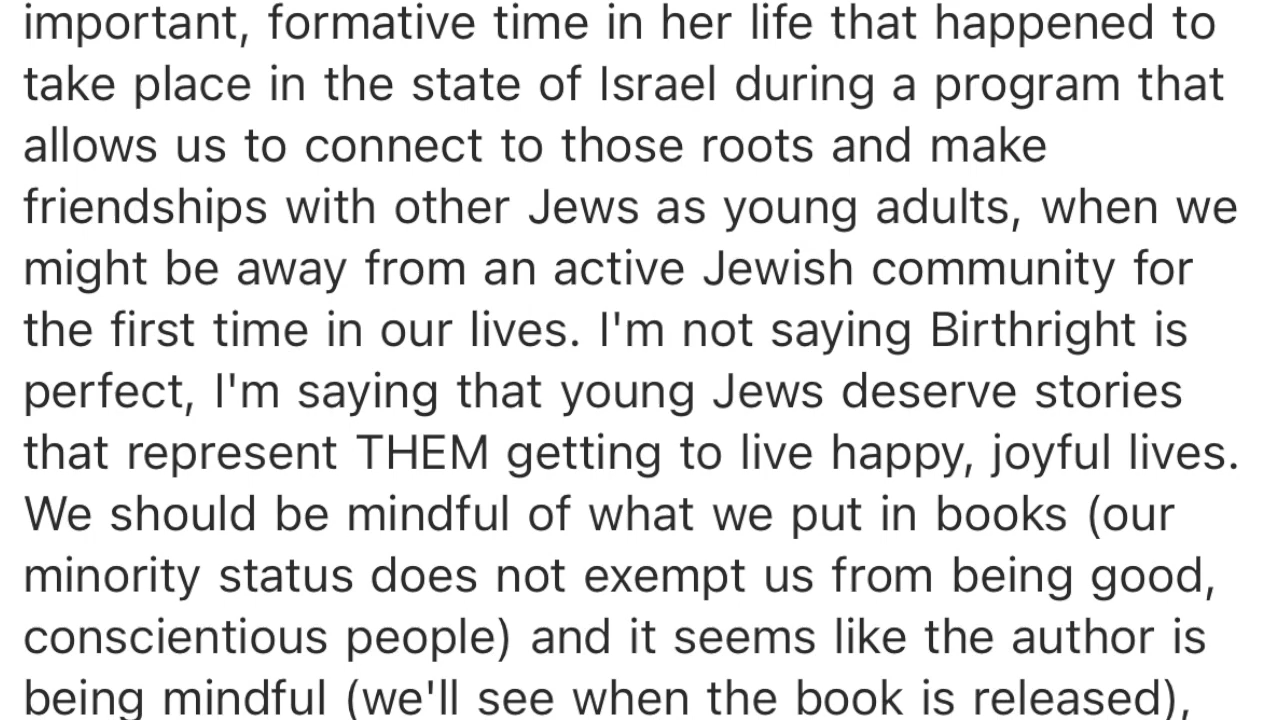 important, formative time in her life that happened to
take place in the state of Israel during a program that
allows us to connect to those roots and make
friendships with other Jews as young adults, when we
might be away from an active Jewish community for
the first time in our lives. I'm not saying Birthright is
perfect, I'm saying that young Jews deserve stories
that represent THEM getting to live happy, joyful lives.
We should be mindful of what we put in books (our
minority status does not exempt us from being good,
conscientious people) and it seems like the author is
being mindful (we'll see when the book is released),